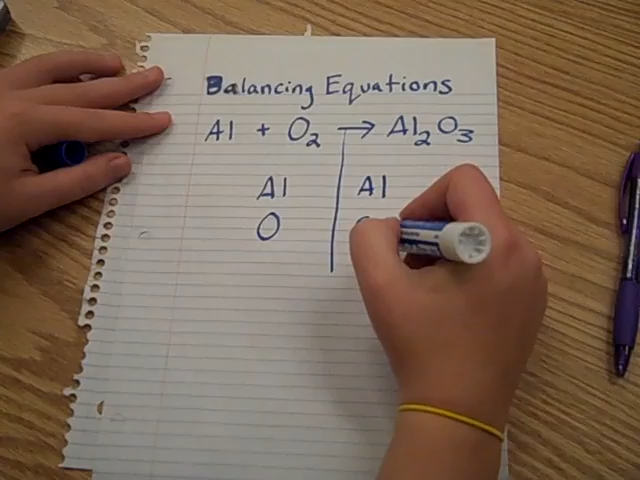 Balancing Equations
Al + O₂ → Al₂O₃
Al Al
O